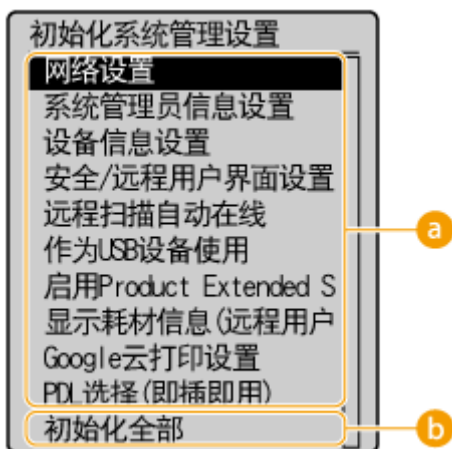 初始化系统管理设置
网络设置
系统管理员信息设置
设备信息设置
安全/远程用户界面设置
远程扫描自动在线
a
作为USB设备使用
启用Product Extended S
显示耗材信息(远程用户
Google云打印设置
PDL选择(即插即用)
初始化全部
b